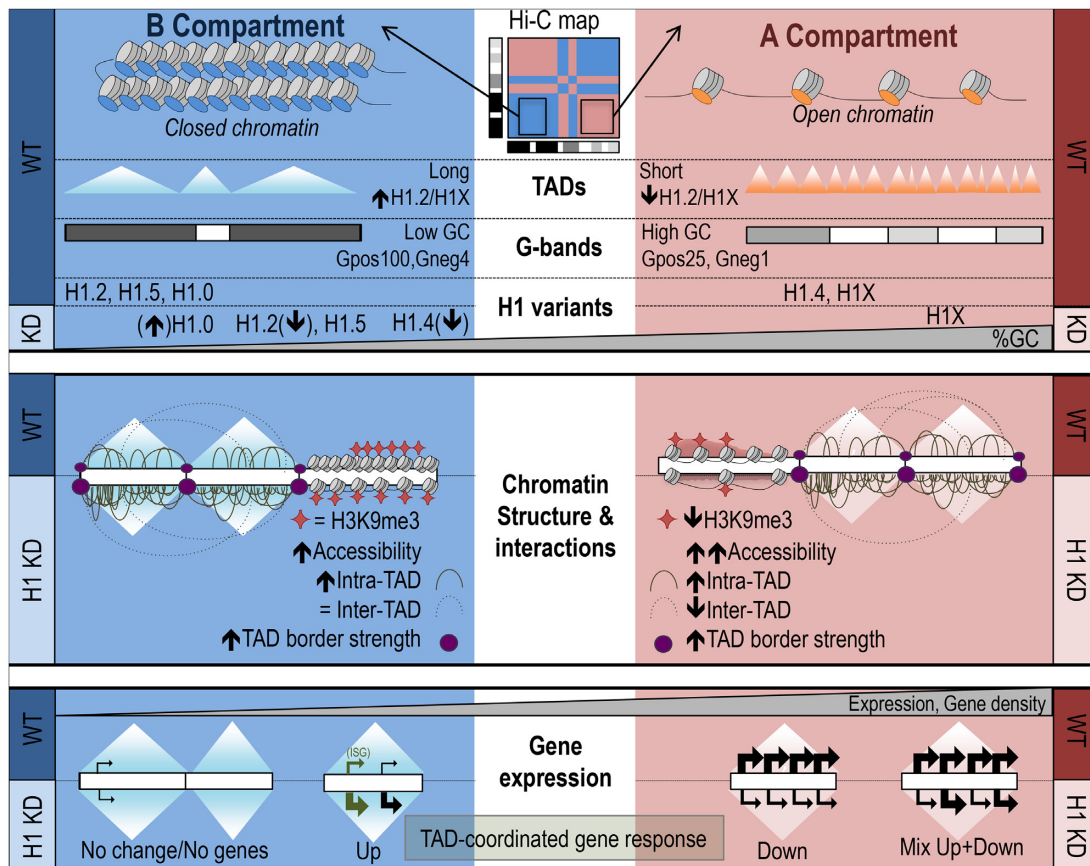 B Compartment
Hi-C map
A Compartment
WT
Closed chromatin
Open chromatin
WT
Long
↑H1.2/H1X
TADs
Short
↓H1.2/H1X
Low GC
Gpos100,Gneg4
G-bands
High GC
Gpos25, Gneg1
H1.2, H1.5, H1.0
H1 variants
H1.4, H1X
KD
(↑)H1.0
H1.2(↓), H1.5
H1.4(↓)
H1X
KD
%GC
WT
WT
Chromatin
Structure &
interactions
H1 KD
= H3K9me3
↑Accessibility
↑Intra-TAD
= Inter-TAD
↑TAD border strength
↓H3K9me3
↑↑Accessibility
↑Intra-TAD
↓Inter-TAD
↑TAD border strength
H1 KD
WT
Expression, Gene density
WT
(ISG)
Gene
expression
H1 KD
No change/No genes
Up
TAD-coordinated gene response
Down
Mix Up+Down
H1 KD